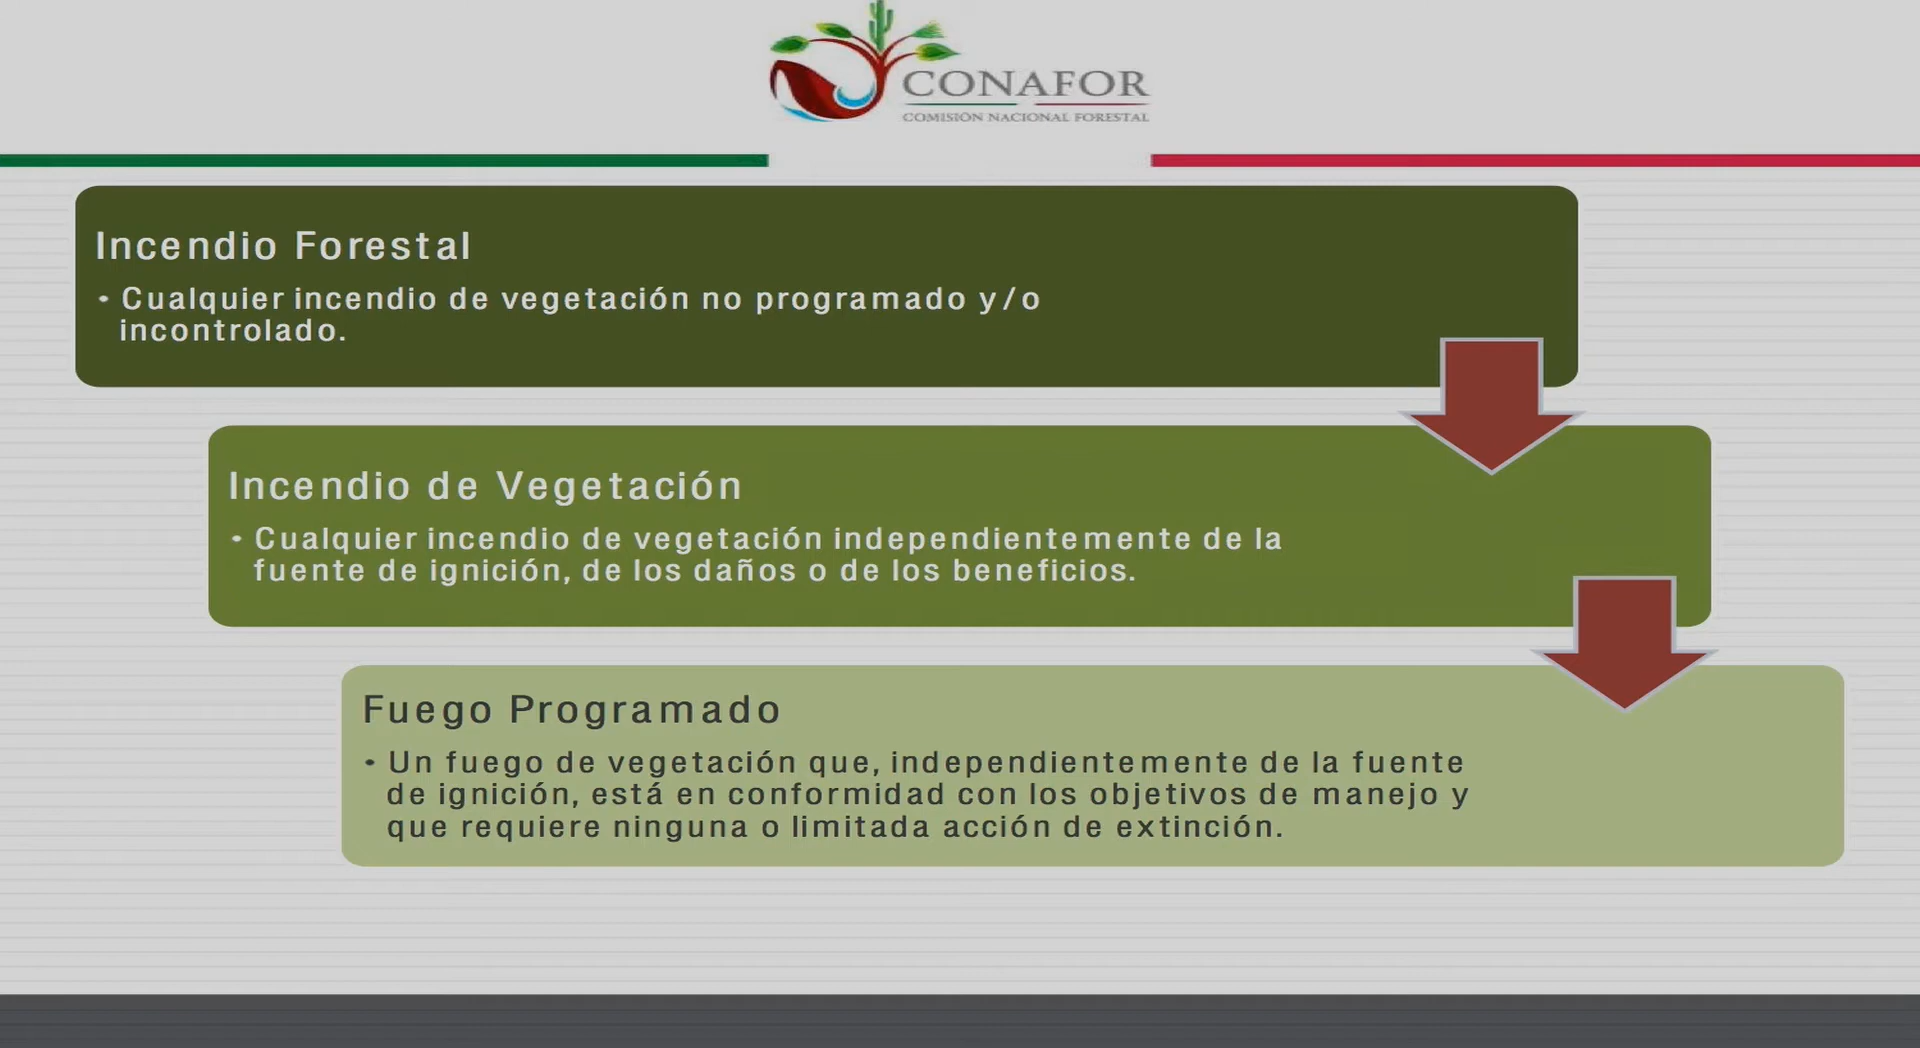 CONAFOR
COMISIÓN NACIONAL FORESTAL
Incendio Forestal
• Cualquier incendio de vegetación no programado y/o
incontrolado.
Incendio de Vegetación
• Cualquier incendio de vegetación independientemente de la
fuente de ignición, de los daños o de los beneficios.
Fuego Programado
• Un fuego de vegetación que, independientemente de la fuente
de ignición, está en conformidad con los objetivos de manejo y
que requiere ninguna o limitada acción de extinción.